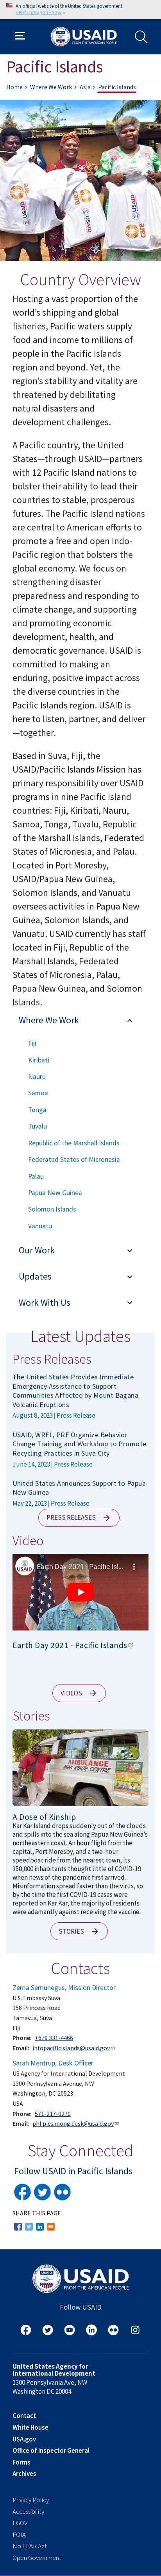 An official website of the United States government
Here's how you know
USAID
FROM THE AMERICAN PEOPLE
Pacific Islands
Home > Where We Work > Asia > Pacific Islands
Country Overview
Hosting a vast proportion of the
world's shipping and global
fisheries, Pacific waters supply
food and incomes to millions of
people in the Pacific Islands
region and beyond. Yet, the
region's stability and vitality are
threatened by debilitating
development challenges.
A Pacific country, the United
States—through USAID—partners
with 12 Pacific Island nations to
bolster their capacity to become
more prosperous and resilient
futures. The Pacific Island nations
are central to American efforts to
promote a free and open Indo-
Pacific region that bolsters the
global economy. We focus on
improving disaster
preparedness and responding to
climate change, and supporting
and promoting economic
development, health, and
democratic governance. USAID is
committed to making an
enduring, positive impact across
the vitality of the diverse Pacific
Islands region. USAID is
here to listen, partner, and deliver
—together.
Based in Suva, Fiji, the
USAID/Pacific Islands Mission has
primary responsibility over USAID
programs in nine Pacific Island
countries: Fiji, Kiribati, Nauru,
Samoa, Tonga, Tuvalu, Republic of
the Marshall Islands, Federated
States of Micronesia, and Palau.
Located in Port Moresby,
USAID/Papua New Guinea,
Solomon Islands, and Vanuatu
oversees activities in Papua New
Guinea, Solomon Islands, and
Vanuatu. USAID currently has staff
located in Fiji, Republic of the
Marshall Islands, Federated
States of Micronesia, Palau,
Papua New Guinea, and Solomon
Islands.
Where We Work
Fiji
Kiribati
Nauru
Samoa
Tonga
Tuvalu
Republic of the Marshall Islands
Federated States of Micronesia
Palau
Papua New Guinea
Solomon Islands
Vanuatu
Our Work
Updates
Work With Us
Latest Updates
Press Releases
The United States Provides Immediate
Emergency Assistance to Support
Communities Affected by Mount Bagana
Volcanic Eruptions
August 8, 2023 | Press Release
USAID, WRFL, PRF Organize Behavior
Change Training and Workshop to Promote
Recycling Practices in Suva City
June 14, 2023 | Press Release
United States Announces Support to Papua
New Guinea
May 22, 2023 | Press Release
PRESS RELEASES
Video
Earth Day 2021 - Pacific Isl...
Earth Day 2021 - Pacific Islands
VIDEOS
Stories
AMBULANCE
A Dose of Kinship
Kar Kar Island drops suddenly out of the clouds
and spills into the sea along Papua New Guinea's
northeastern coast. An hour flight from the
capital, Port Moresby, and a four-hour
speedboat ride from the nearest town, its
150,000 inhabitants thought little of COVID-19
when news of the pandemic first arrived.
Misinformation spread faster than the virus, so
by the time the first COVID-19 cases were
reported on Kar Kar, the majority of residents
were adamantly against receiving the vaccine.
STORIES
Contacts
Zema Semunegus, Mission Director
U.S. Embassy Suva
158 Princess Road
Tamavua, Suva
Fiji
Phone: +679 331-4466
Email: infopacificislands@usaid.gov
Sarah Mentrup, Desk Officer
US Agency for International Development
1300 Pennsylvania Avenue, NW
Washington, DC 20523
USA
Phone: 571-217-0270
Email: phl.pics.mong.desk@usaid.gov
Stay Connected
Follow USAID in Pacific Islands
SHARE THIS PAGE
USAID
FROM THE AMERICAN PEOPLE
Follow USAID
United States Agency for
International Development
1300 Pennsylvania Ave, NW
Washington DC 20004
Contact
White House
USA.gov
Office of Inspector General
Forms
Archives
Privacy Policy
Accessibility
EGOV
FOIA
No FEAR Act
Open Government